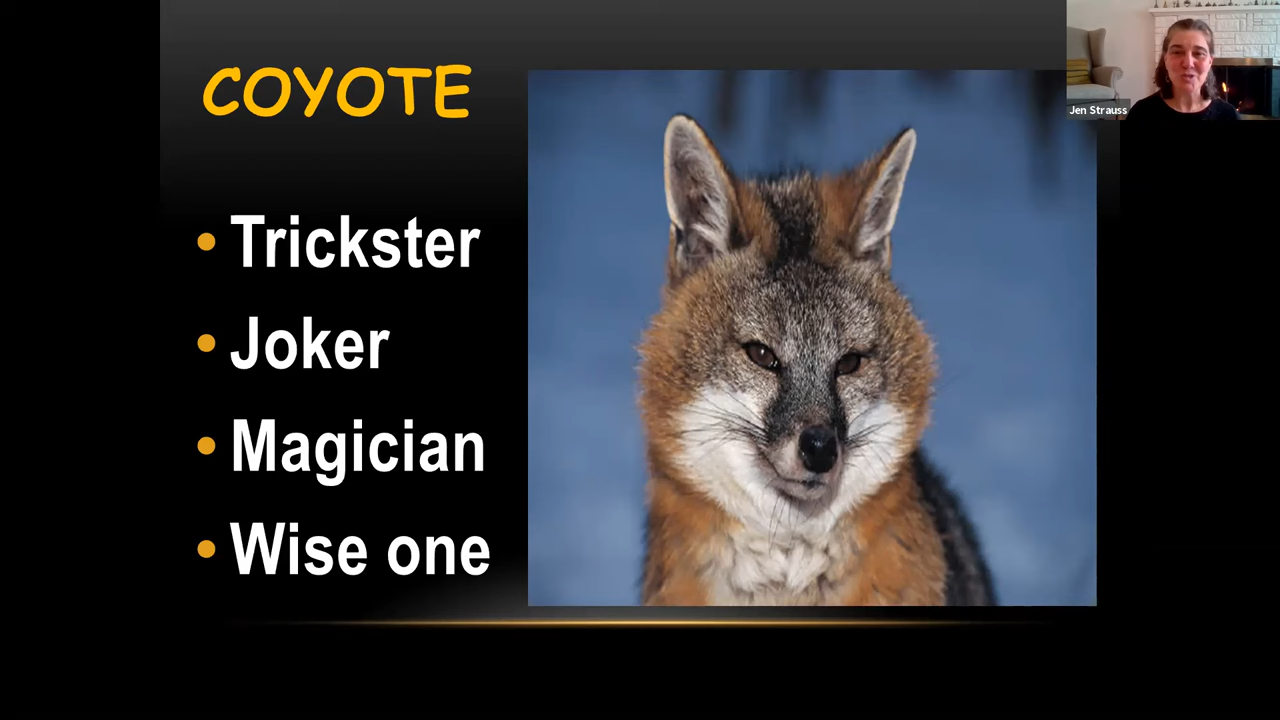 COYOTE
• Trickster
• Joker
• Magician
• Wise one
Jen Strauss